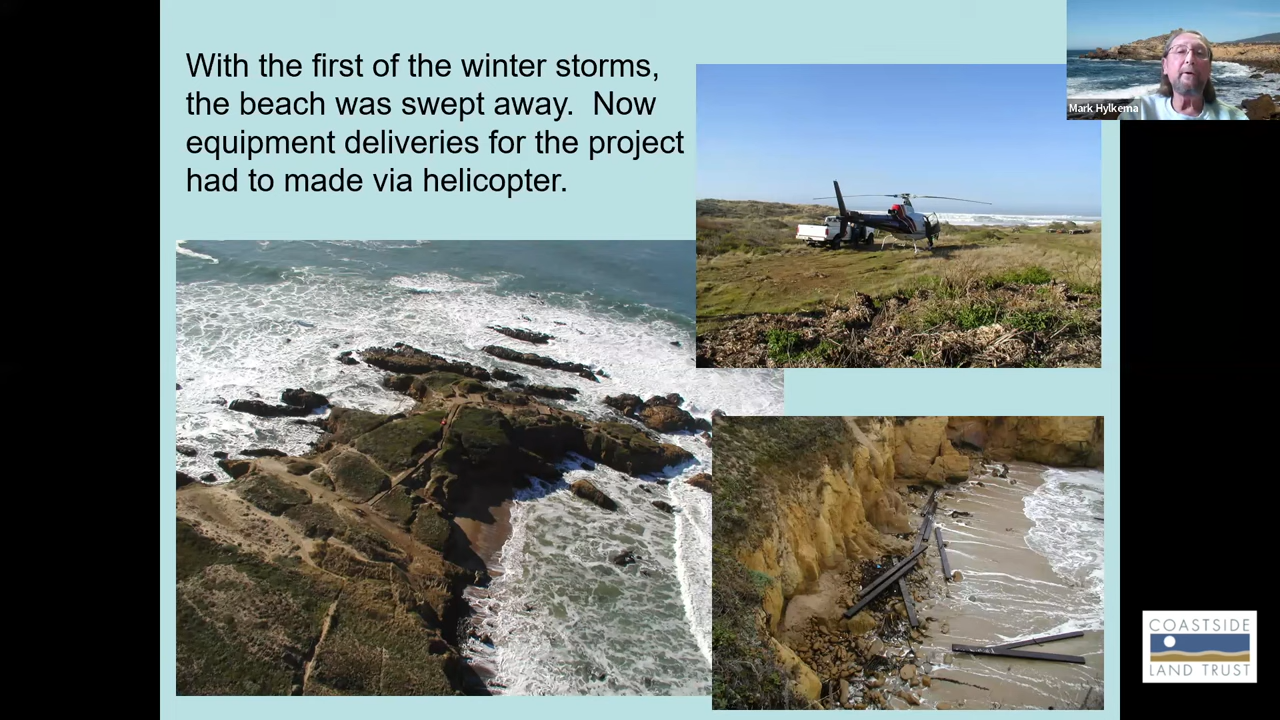 With the first of the winter storms,
the beach was swept away.  Now
equipment deliveries for the project
had to made via helicopter.
Mark Hylkema
COASTSIDE
LAND TRUST